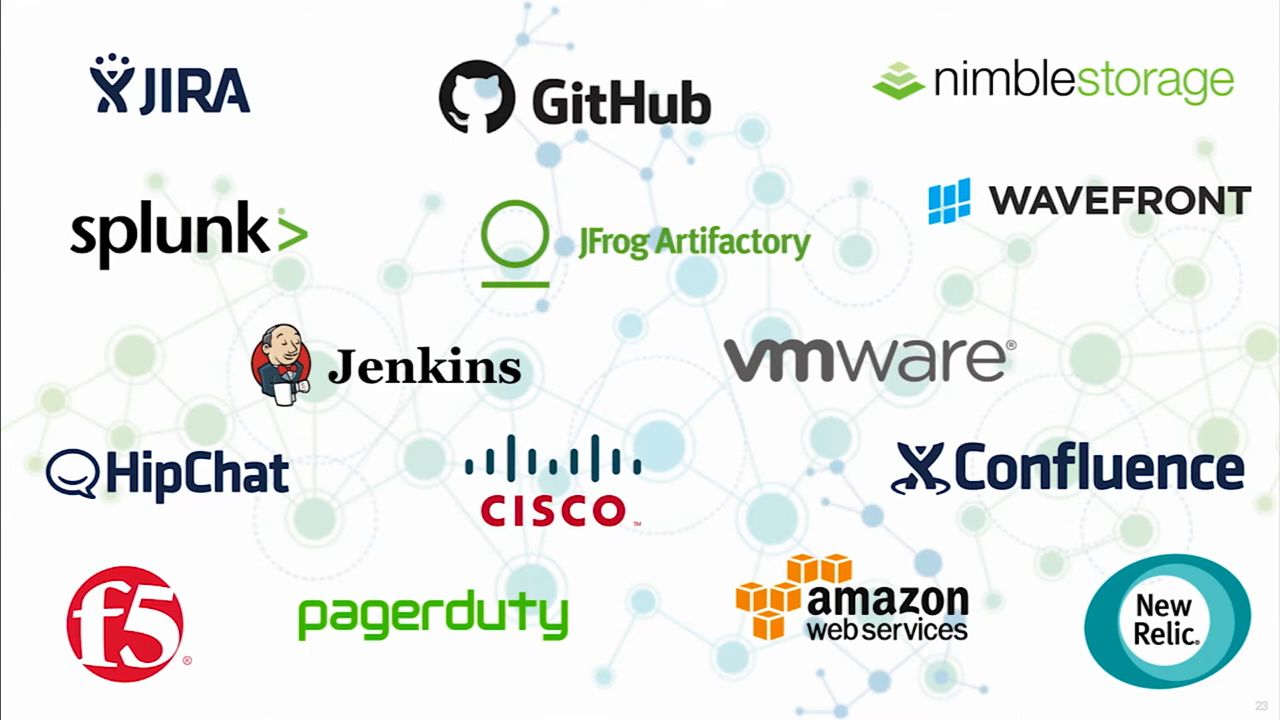 JIRA
GitHub
nimblestorage
splunk>®
JFrog Artifactory
WAVEFRONT
Jenkins
vmware®
HipChat
CISCO™
Confluence
f5®
pagerduty
amazon
web services
New
Relic®
23